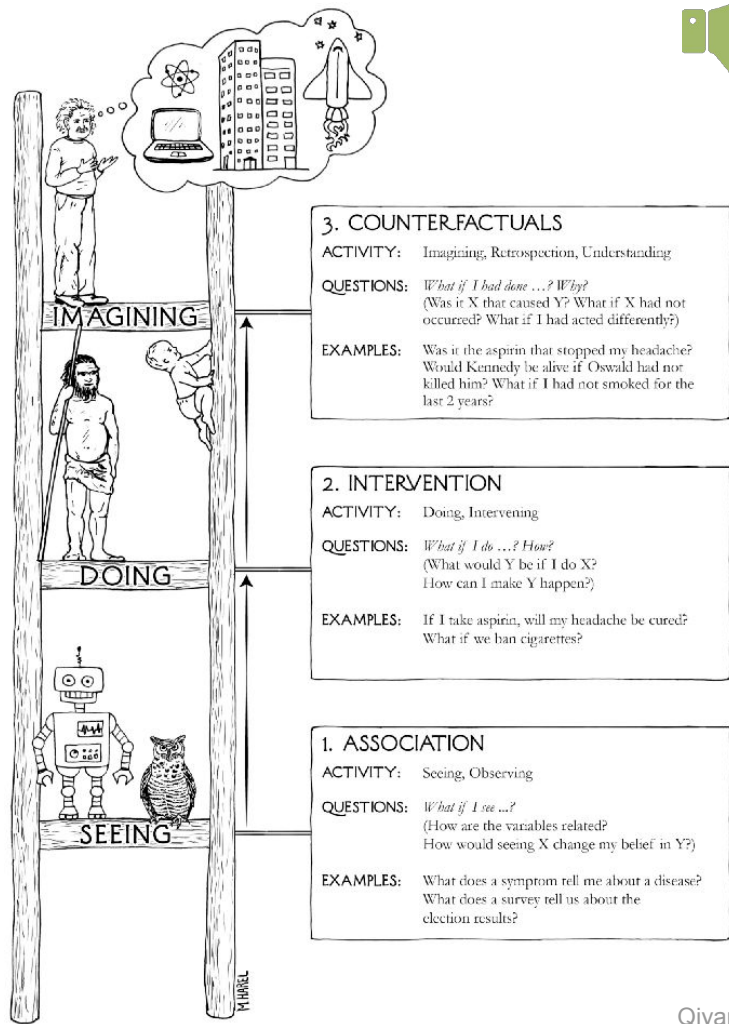 3. COUNTERFACTUALS
ACTIVITY: Imagining, Retrospection, Understanding
QUESTIONS: What if I had done …? Why?
(Was it X that caused Y? What if X had not
occurred? What if I had acted differently?)
EXAMPLES: Was it the aspirin that stopped my headache?
Would Kennedy be alive if Oswald had not
killed him? What if I had not smoked for the
last 2 years?
IMAGINING
2. INTERVENTION
ACTIVITY: Doing, Intervening
QUESTIONS: What if I do …? How?
(What would Y be if I do X?
How can I make Y happen?)
EXAMPLES: If I take aspirin, will my headache be cured?
What if we ban cigarettes?
DOING
1. ASSOCIATION
ACTIVITY: Seeing, Observing
QUESTIONS: What if I see ...?
(How are the variables related?
How would seeing X change my belief in Y?)
EXAMPLES: What does a symptom tell me about a disease?
What does a survey tell us about the
election results?
SEEING
M.HAREL